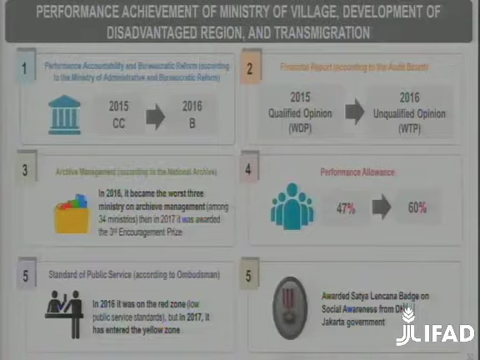 PERFORMANCE ACHIEVEMENT OF MINISTRY OF VILLAGE, DEVELOPMENT OF
DISADVANTAGED REGION, AND TRANSMIGRATION
1
Performance Accountability and Bureaucratic Reform (according
to the Ministry of Administrative and Bureaucratic Reform)
2015
CC
2016
B
2
Financial Report (according to the Audit Board)
2015
Qualified Opinion
(WDP)
2016
Unqualified Opinion
(WTP)
3
Archive Management (according to the National Archive)
In 2016, it became the worst three
ministry on archieve management (among
34 ministries) then in 2017 it was awarded
the 3rd Encouragement Prize
4
Performance Allowance
47%
60%
5
Standard of Public Service (according to Ombudsman)
In 2016 it was on the red zone (low
public service standards), but in 2017, it
has entered the yellow zone
5
Awarded Satya Lencana Badge on
Social Awareness from DKI
Jakarta government
JLIFAD